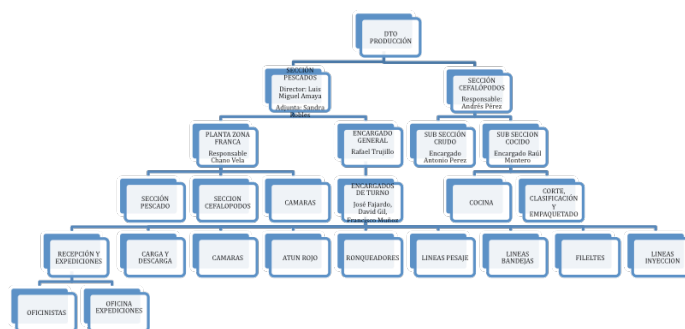 DTO
PRODUCCIÓN
SECCIÓN
PESCADOS
Director: Luis
Miguel Amaya
Adjunta: Sandra
Robles
SECCIÓN
CEFALÓPODOS
Responsable:
Andrés Pérez
PLANTA ZONA
FRANCA
Responsable
Chano Vela
ENCARGADO
GENERAL
Rafael Trujillo
SUB SECCIÓN
CRUDO
Encargado
Antonio Perez
SUB SECCION
COCIDO
Encargado Raúl
Montero
SECCIÓN
PESCADO
SECCION
CEFALOPODOS
CAMARAS
ENCARGADOS
DE TURNO
José Fajardo,
David Gil,
Francisco Muñoz
COCINA
CORTE,
CLASIFICACIÓN
Y
EMPAQUETADO
RECEPCIÓN Y
EXPEDICIONES
CARGA Y
DESCARGA
CAMARAS
ATUN ROJO
RONQUEADORES
LINEAS PESAJE
LINEAS
BANDEJAS
FILELTES
LINEAS
INYECCION
OFICINISTAS
OFICINA
EXPEDICIONES